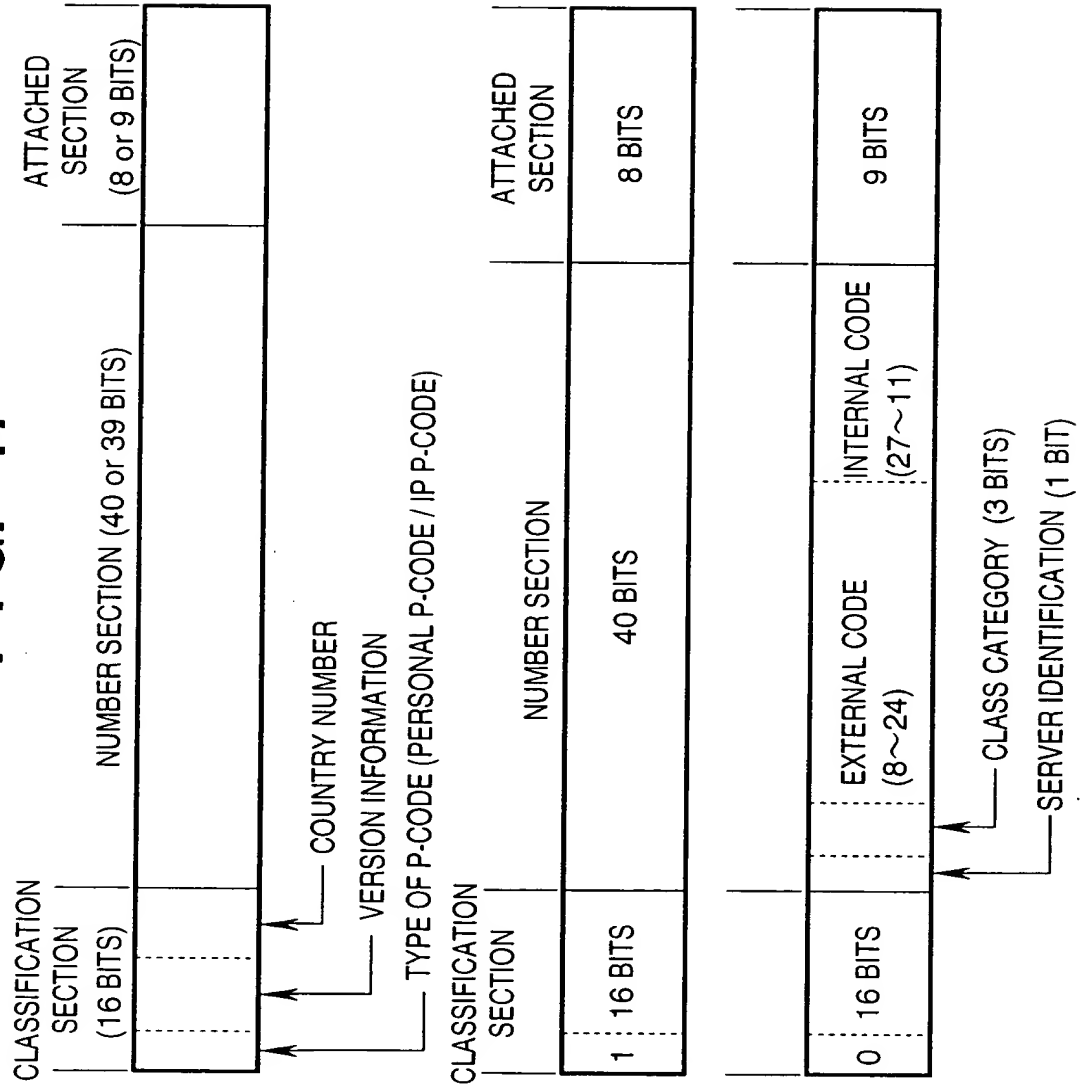 CLASSIFICATION
SECTION
(16 BITS)
NUMBER SECTION (40 or 39 BITS)
ATTACHED
SECTION
(8 or 9 BITS)
COUNTRY NUMBER
VERSION INFORMATION
TYPE OF P-CODE (PERSONAL P-CODE / IP P-CODE)
CLASSIFICATION
SECTION
NUMBER SECTION
ATTACHED
SECTION
1
16 BITS
40 BITS
8 BITS
0
16 BITS
EXTERNAL CODE
(8~24)
INTERNAL CODE
(27~11)
9 BITS
CLASS CATEGORY (3 BITS)
SERVER IDENTIFICATION (1 BIT)